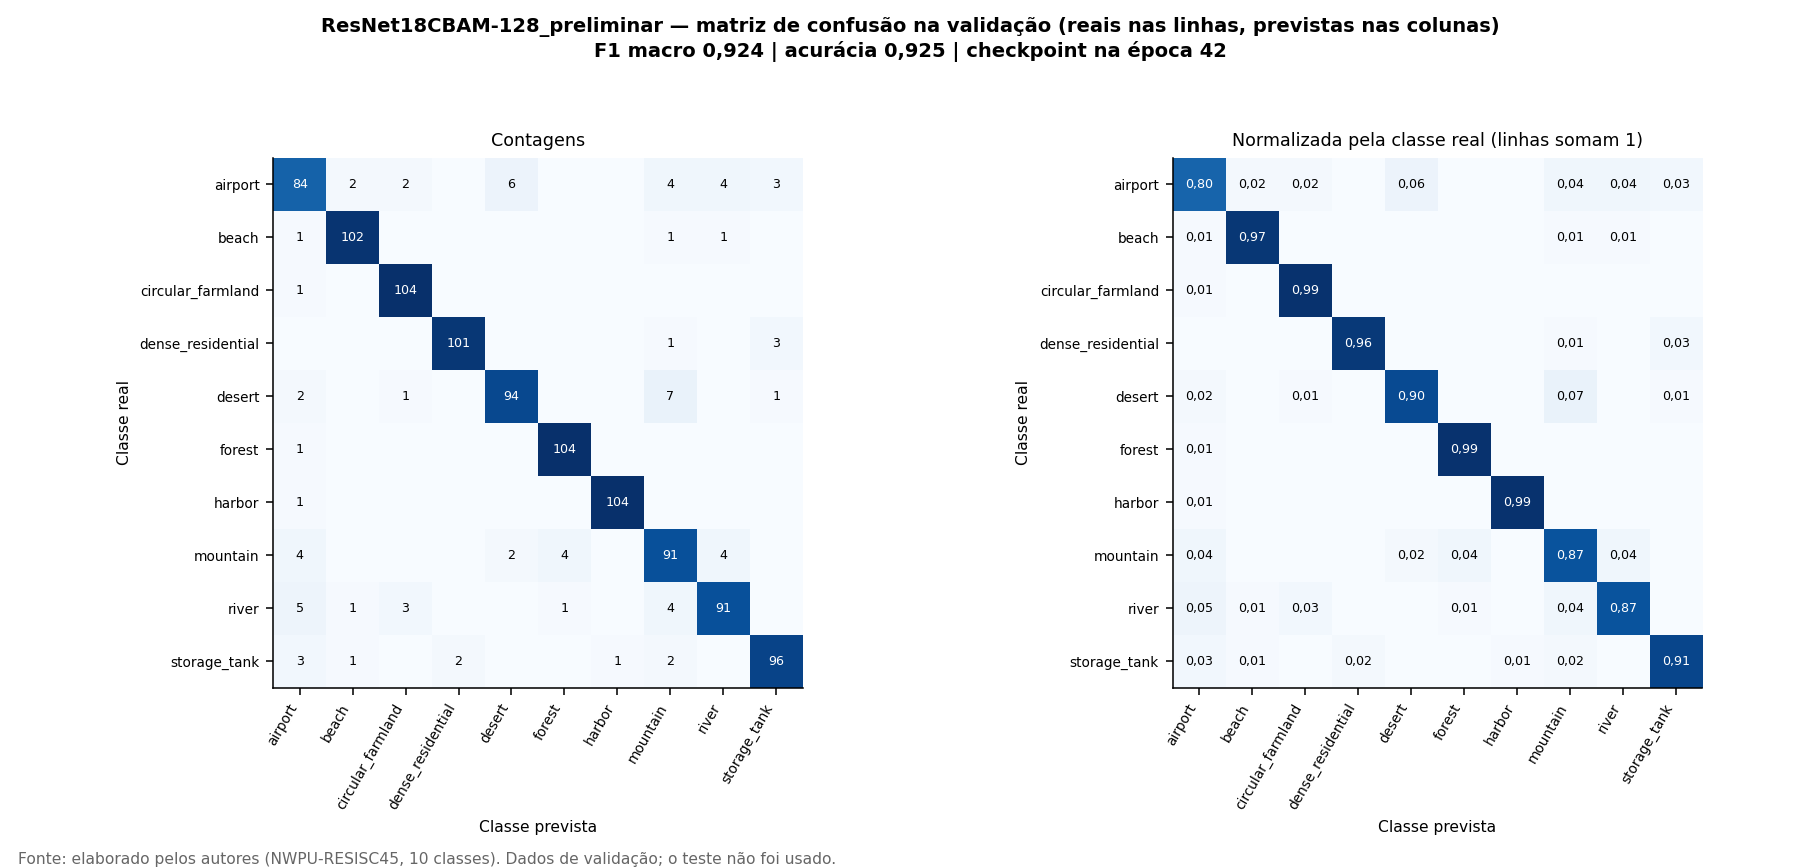 ResNet18CBAM-128_preliminar — matriz de confusão na validação (reais nas linhas, previstas nas colunas)
F1 macro 0,924 | acurácia 0,925 | checkpoint na época 42
Contagens
Classe real
airport 84 2 2 6 4 4 3
beach 1 102 1 1
circular_farmland 1 104
dense_residential 101 1 3
desert 2 1 94 7 1
forest 1 104
harbor 1 104
mountain 4 2 4 91 4
river 5 1 3 1 4 91
storage_tank 3 1 2 1 2 96
airport beach circular_farmland dense_residential desert forest harbor mountain river storage_tank
Classe prevista
Normalizada pela classe real (linhas somam 1)
Classe real
airport 0,80 0,02 0,02 0,06 0,04 0,04 0,03
beach 0,01 0,97 0,01 0,01
circular_farmland 0,01 0,99
dense_residential 0,96 0,01 0,03
desert 0,02 0,01 0,90 0,07 0,01
forest 0,01 0,99
harbor 0,01 0,99
mountain 0,04 0,02 0,04 0,87 0,04
river 0,05 0,01 0,03 0,01 0,04 0,87
storage_tank 0,03 0,01 0,02 0,01 0,02 0,91
airport beach circular_farmland dense_residential desert forest harbor mountain river storage_tank
Classe prevista
Fonte: elaborado pelos autores (NWPU-RESISC45, 10 classes). Dados de validação; o teste não foi usado.